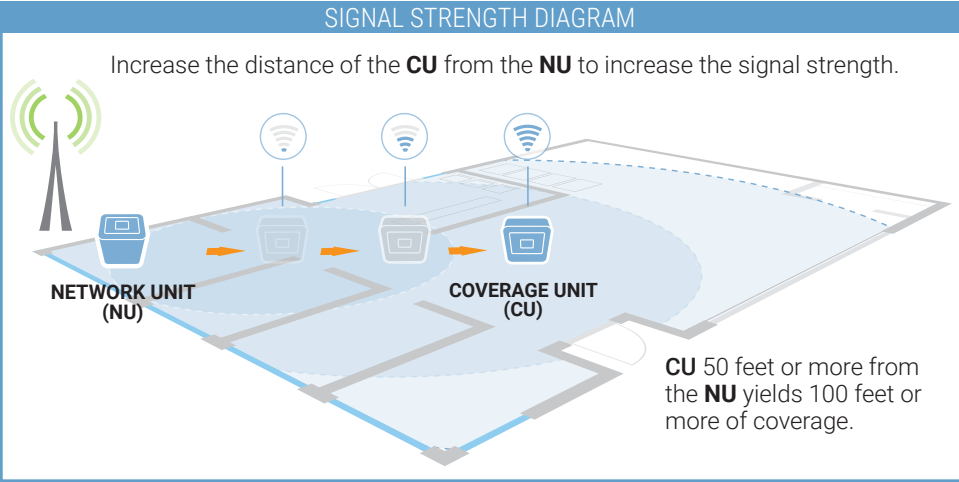 SIGNAL STRENGTH DIAGRAM
Increase the distance of the CU from the NU to increase the signal strength.
NETWORK UNIT
(NU)
COVERAGE UNIT
(CU)
CU 50 feet or more from
the NU yields 100 feet or
more of coverage.